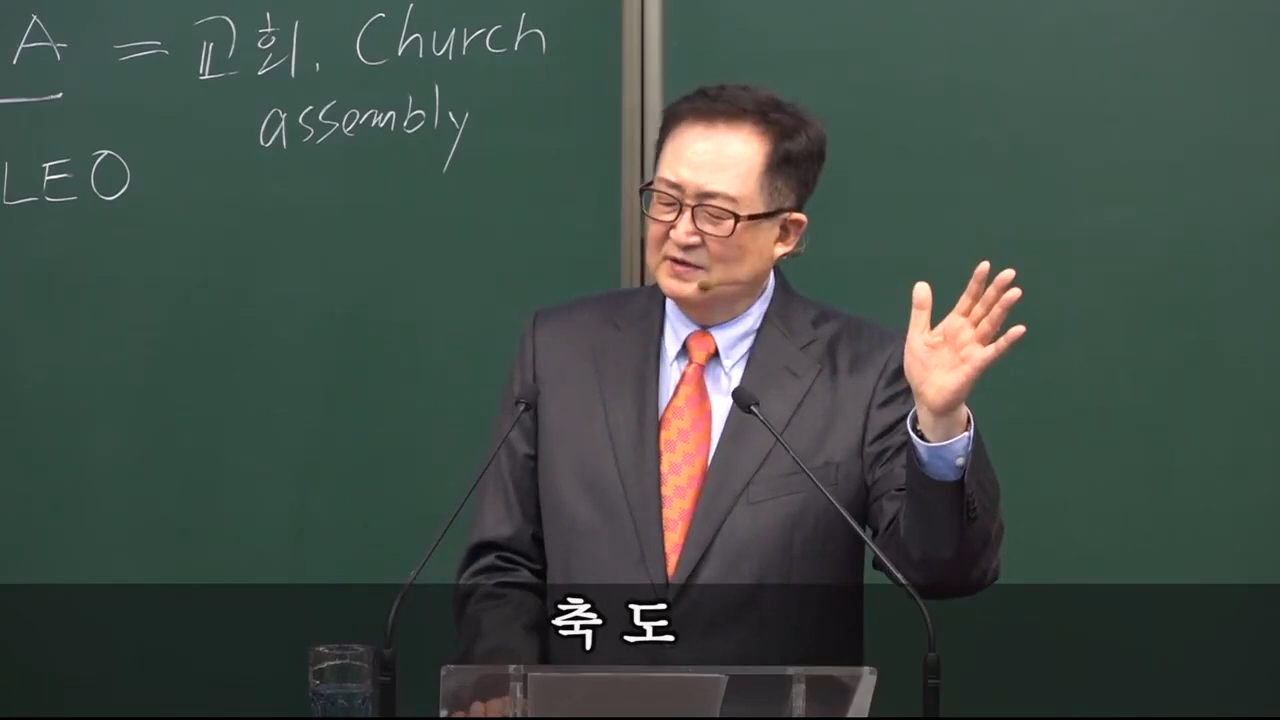 A = 교회. Church
assembly
LEO
축도